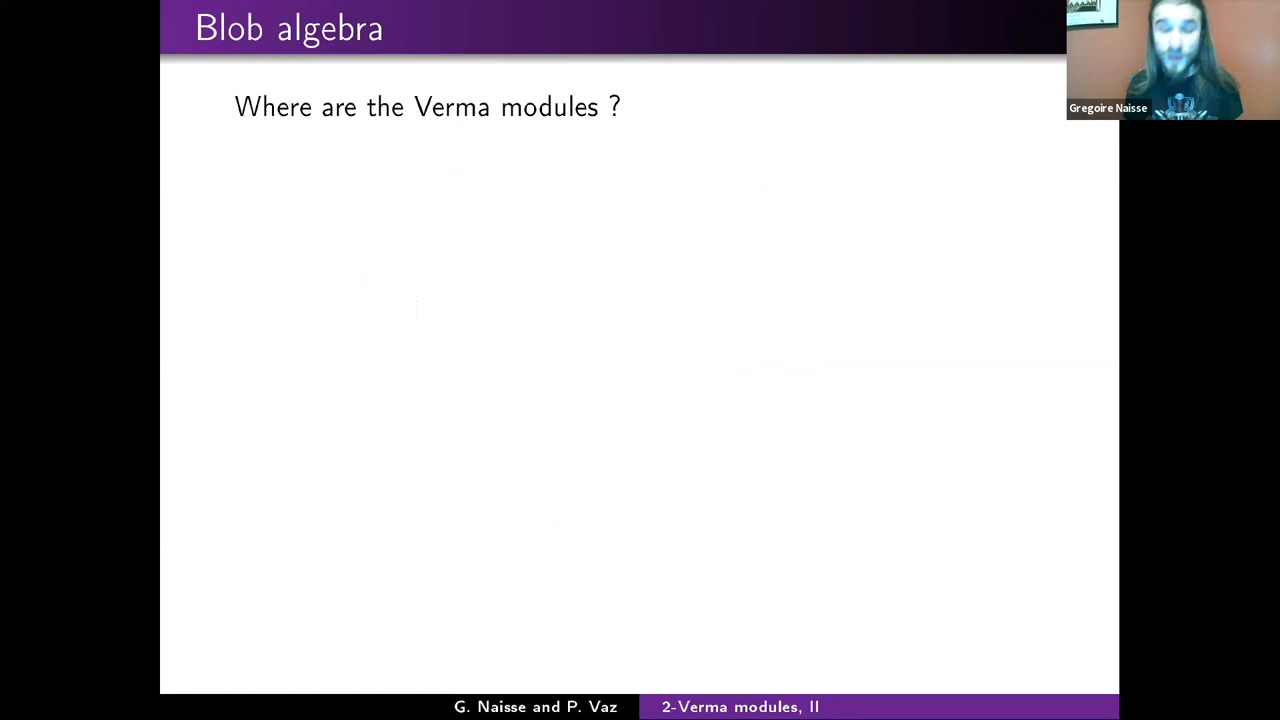 Blob algebra
Where are the Verma modules ?
Gregoire Naisse
G. Naisse and P. Vaz
2-Verma modules, II